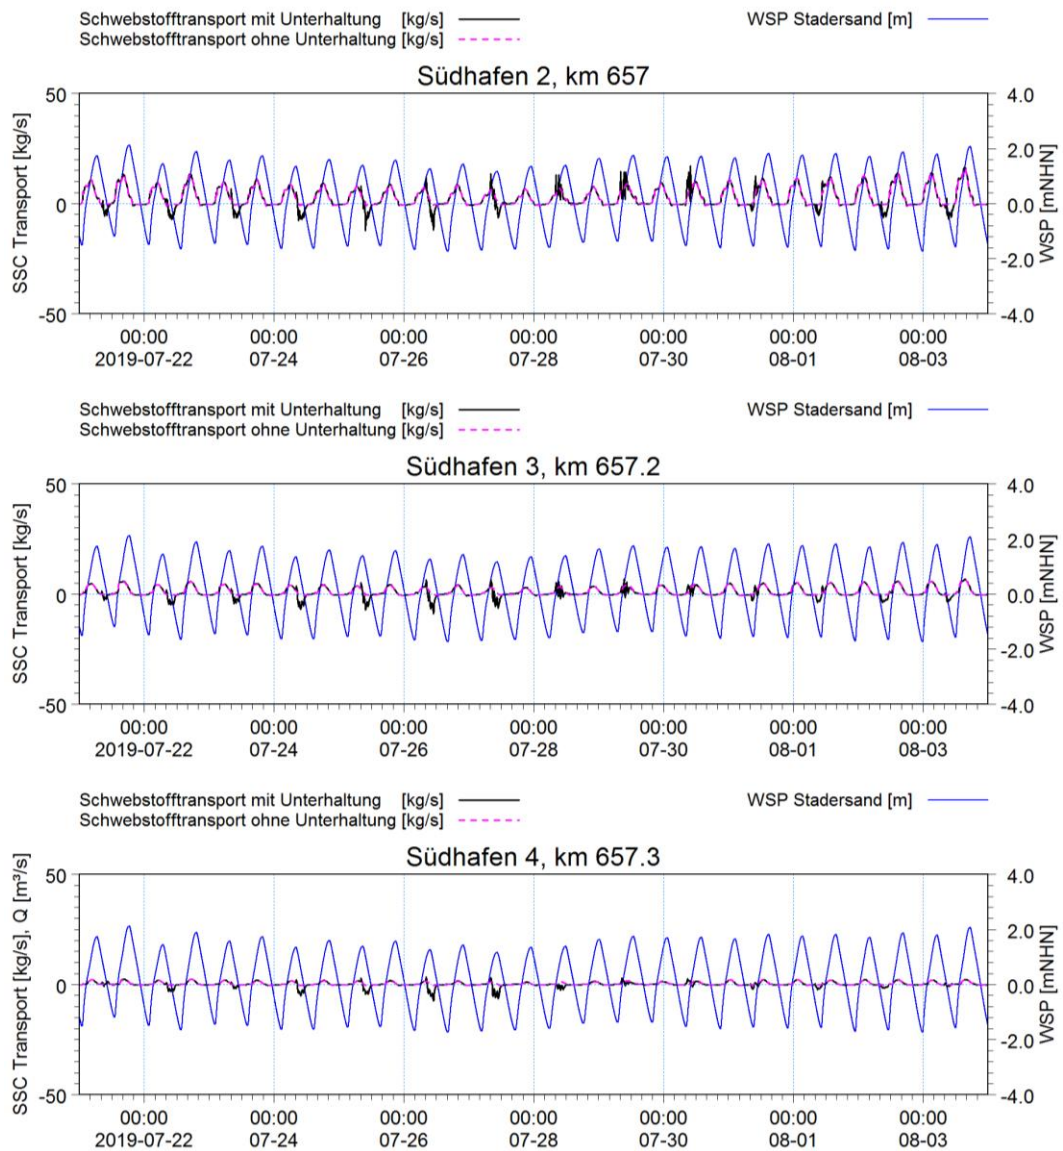 Schwebstofftransport mit Unterhaltung [kg/s] WSP Stadersand [m]
Schwebstofftransport ohne Unterhaltung [kg/s]
Südhafen 2, km 657
SSC Transport [kg/s]
50
0
-50
4.0
2.0
0.0
-2.0
-4.0
WSP [mNHN]
00:00 00:00 00:00 00:00 00:00 00:00 00:00
2019-07-22 07-24 07-26 07-28 07-30 08-01 08-03
Schwebstofftransport mit Unterhaltung [kg/s] WSP Stadersand [m]
Schwebstofftransport ohne Unterhaltung [kg/s]
Südhafen 3, km 657.2
SSC Transport [kg/s]
50
0
-50
4.0
2.0
0.0
-2.0
-4.0
WSP [mNHN]
00:00 00:00 00:00 00:00 00:00 00:00 00:00
2019-07-22 07-24 07-26 07-28 07-30 08-01 08-03
Schwebstofftransport mit Unterhaltung [kg/s] WSP Stadersand [m]
Schwebstofftransport ohne Unterhaltung [kg/s]
Südhafen 4, km 657.3
SSC Transport [kg/s], Q [m³/s]
50
0
-50
4.0
2.0
0.0
-2.0
-4.0
WSP [mNHN]
00:00 00:00 00:00 00:00 00:00 00:00 00:00
2019-07-22 07-24 07-26 07-28 07-30 08-01 08-03